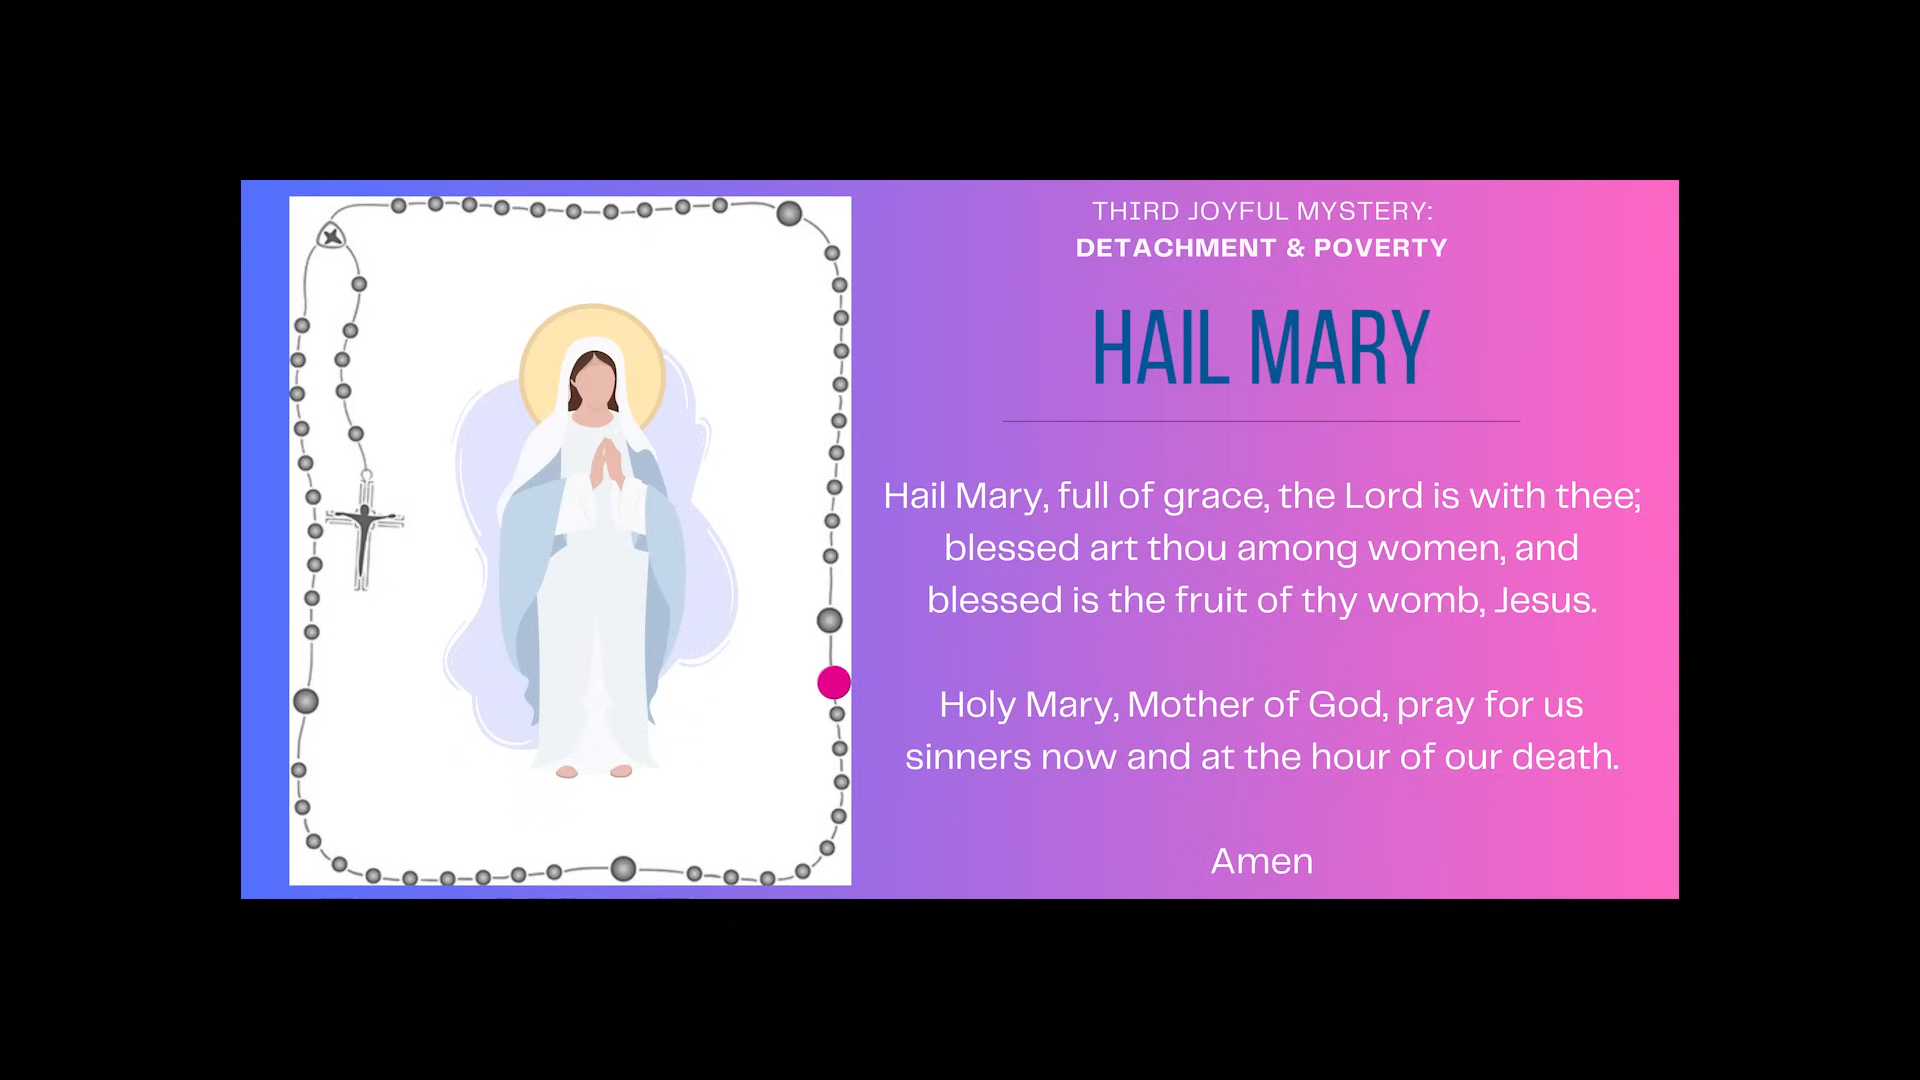 THIRD JOYFUL MYSTERY:
DETACHMENT & POVERTY
HAIL MARY
Hail Mary, full of grace, the Lord is with thee;
blessed art thou among women, and
blessed is the fruit of thy womb, Jesus.
Holy Mary, Mother of God, pray for us
sinners now and at the hour of our death.
Amen